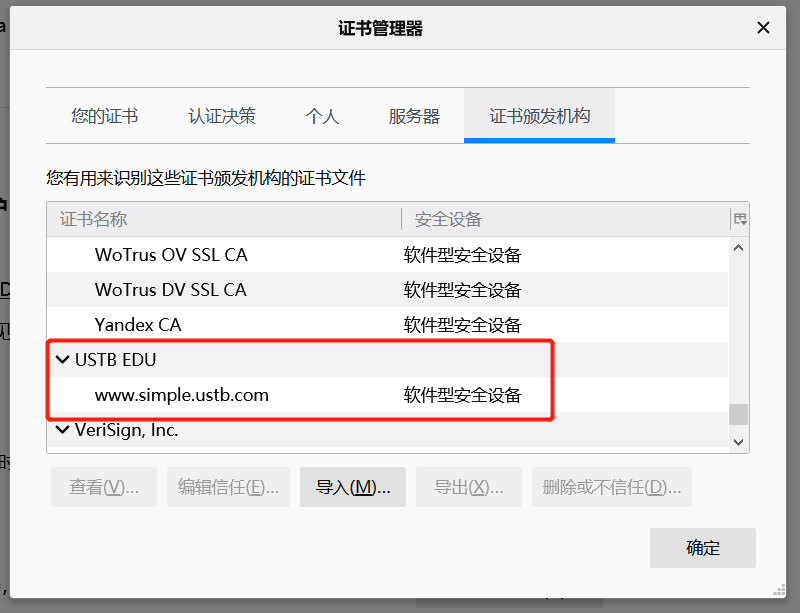 证书管理器
您的证书 认证决策 个人 服务器 证书颁发机构
您有用来识别这些证书颁发机构的证书文件
证书名称 安全设备
WoTrus OV SSL CA 软件型安全设备
WoTrus DV SSL CA 软件型安全设备
Yandex CA 软件型安全设备
USTB EDU
www.simple.ustb.com 软件型安全设备
VeriSign, Inc.
查看(V)... 编辑信任(E)... 导入(M)... 导出(X)... 删除或不信任(D)...
确定